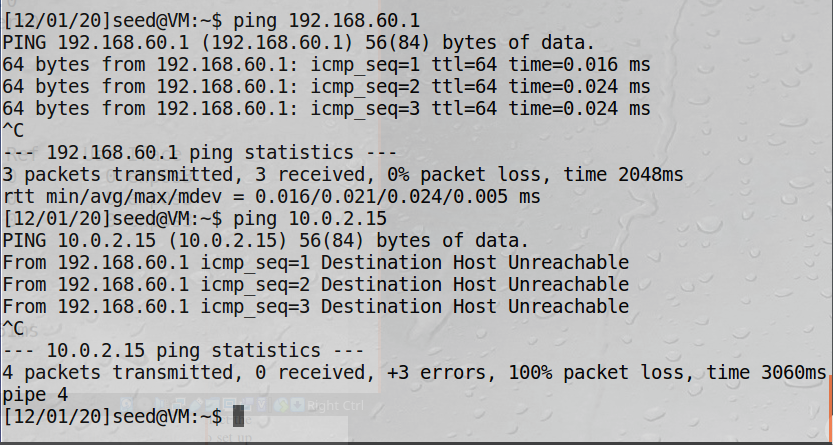 [12/01/20]seed@VM:~$ ping 192.168.60.1
PING 192.168.60.1 (192.168.60.1) 56(84) bytes of data.
64 bytes from 192.168.60.1: icmp_seq=1 ttl=64 time=0.016 ms
64 bytes from 192.168.60.1: icmp_seq=2 ttl=64 time=0.024 ms
64 bytes from 192.168.60.1: icmp_seq=3 ttl=64 time=0.024 ms
^C
--- 192.168.60.1 ping statistics ---
3 packets transmitted, 3 received, 0% packet loss, time 2048ms
rtt min/avg/max/mdev = 0.016/0.021/0.024/0.005 ms
[12/01/20]seed@VM:~$ ping 10.0.2.15
PING 10.0.2.15 (10.0.2.15) 56(84) bytes of data.
From 192.168.60.1 icmp_seq=1 Destination Host Unreachable
From 192.168.60.1 icmp_seq=2 Destination Host Unreachable
From 192.168.60.1 icmp_seq=3 Destination Host Unreachable
^C
--- 10.0.2.15 ping statistics ---
4 packets transmitted, 0 received, +3 errors, 100% packet loss, time 3060ms
pipe 4
Right Ctrl
[12/01/20]seed@VM:~$
set up